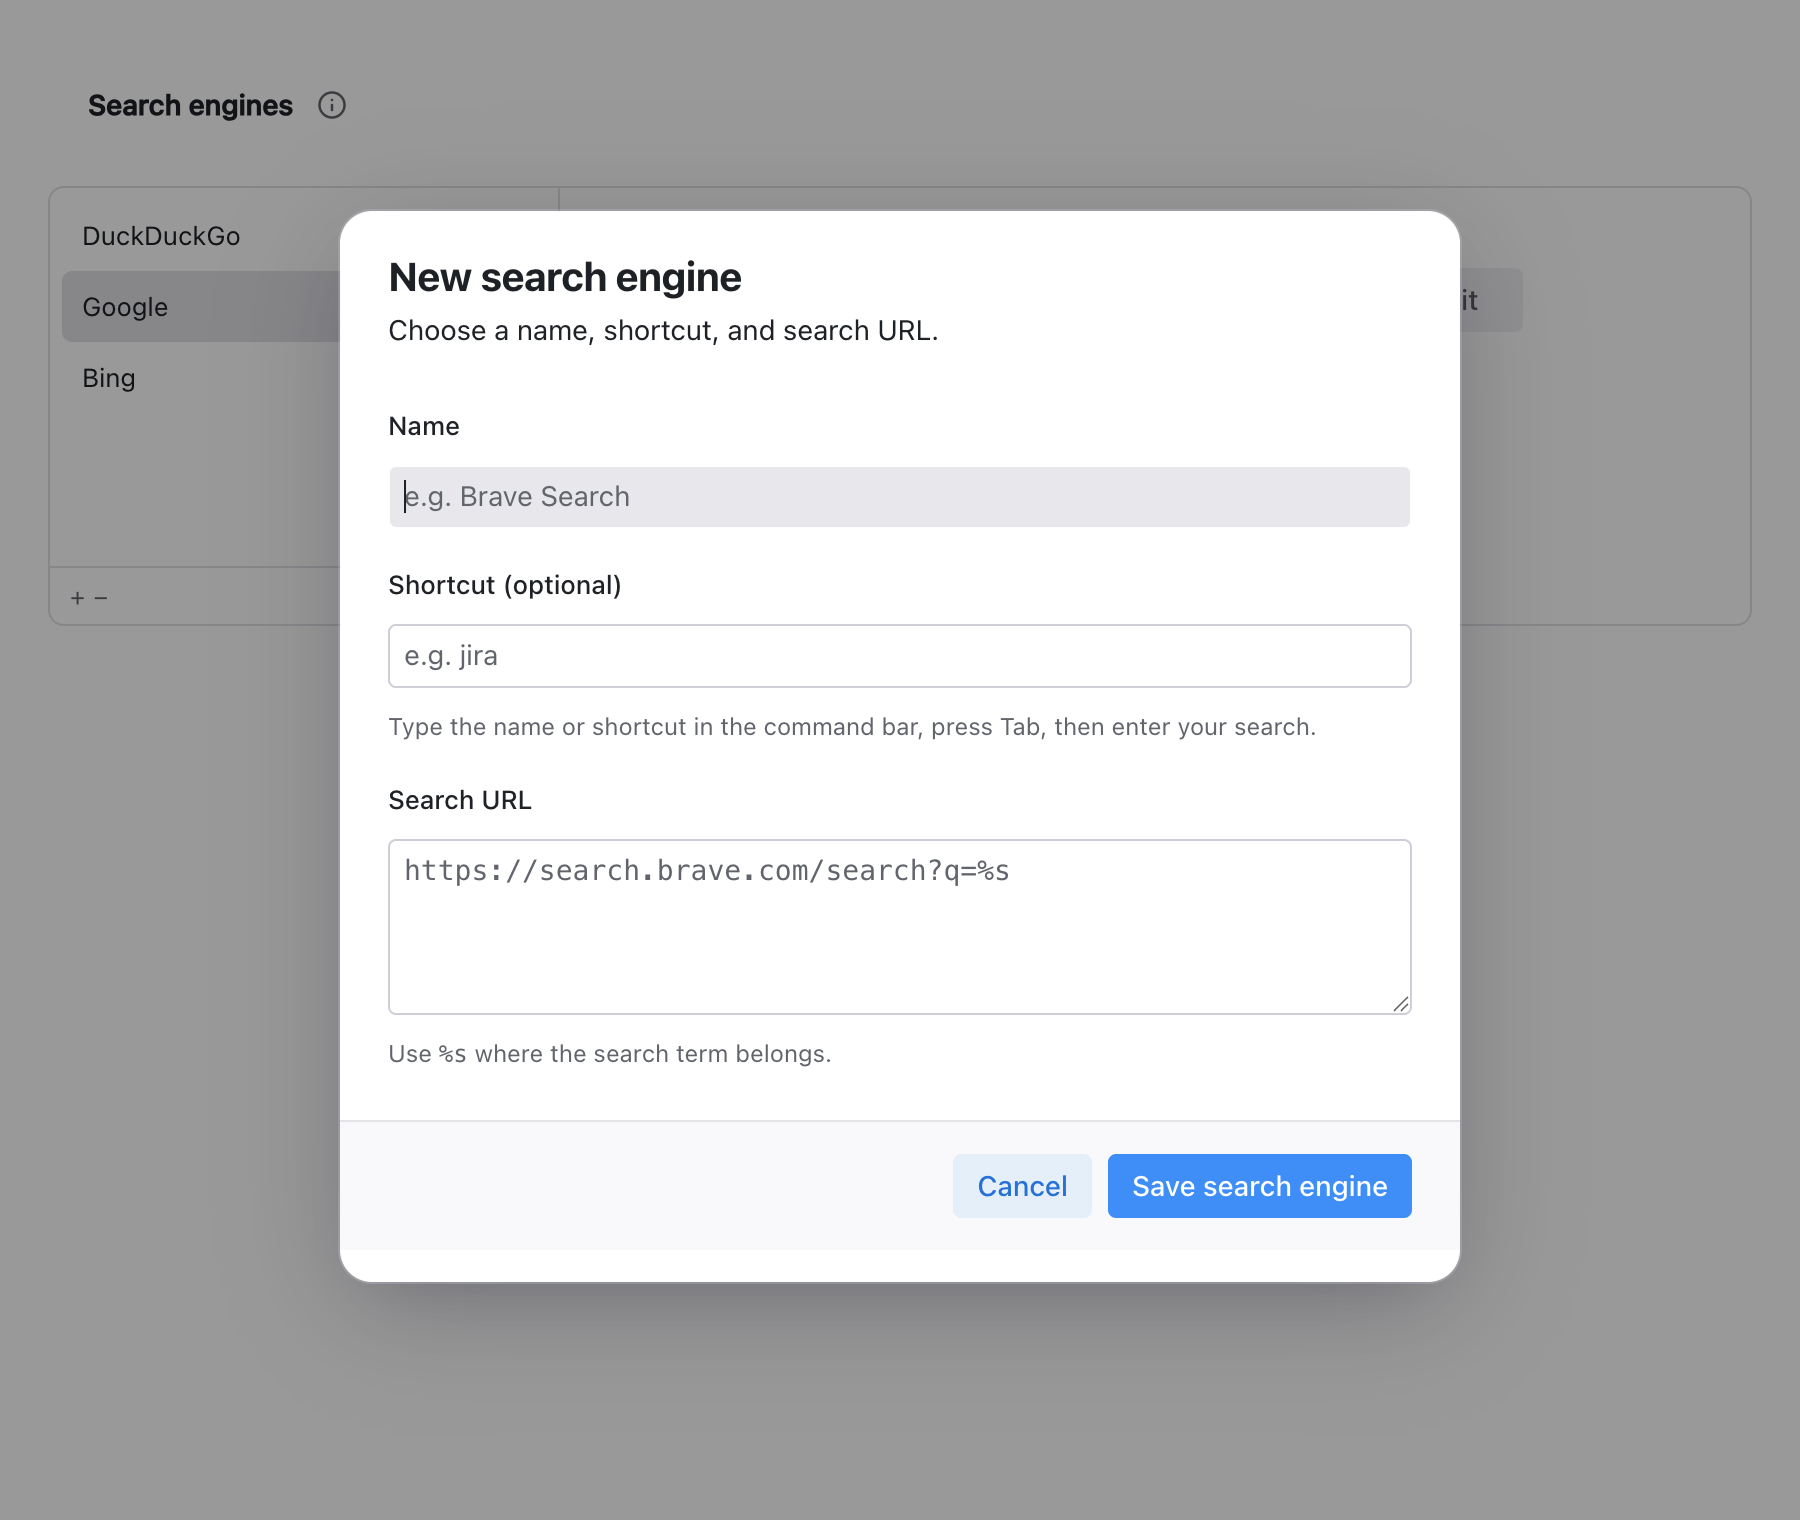 Search engines
DuckDuckGo
Google
Bing
+ −
it
New search engine
Choose a name, shortcut, and search URL.
Name
e.g. Brave Search
Shortcut (optional)
e.g. jira
Type the name or shortcut in the command bar, press Tab, then enter your search.
Search URL
https://search.brave.com/search?q=%s
Use %s where the search term belongs.
Cancel
Save search engine